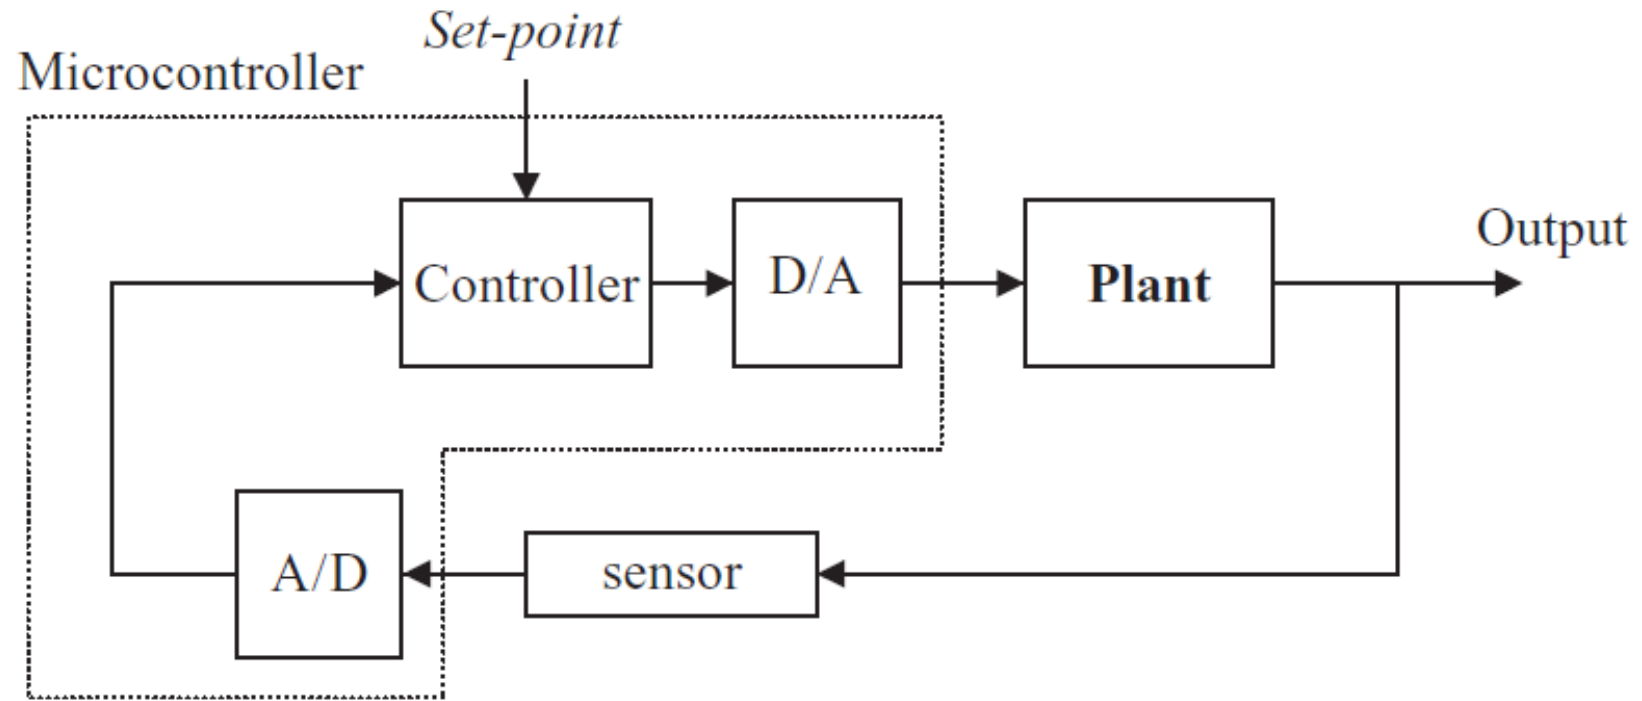 Set-point
Microcontroller
Output
Controller
D/A
Plant
A/D
sensor